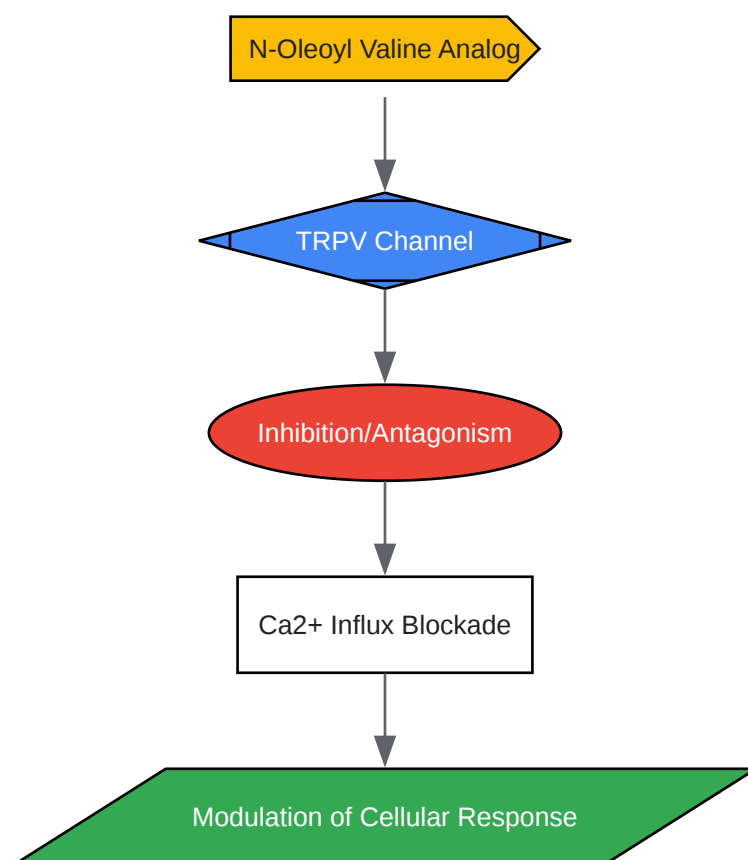 N-Oleoyl Valine Analog
TRPV Channel
Inhibition/Antagonism
Ca2+ Influx Blockade
Modulation of Cellular Response